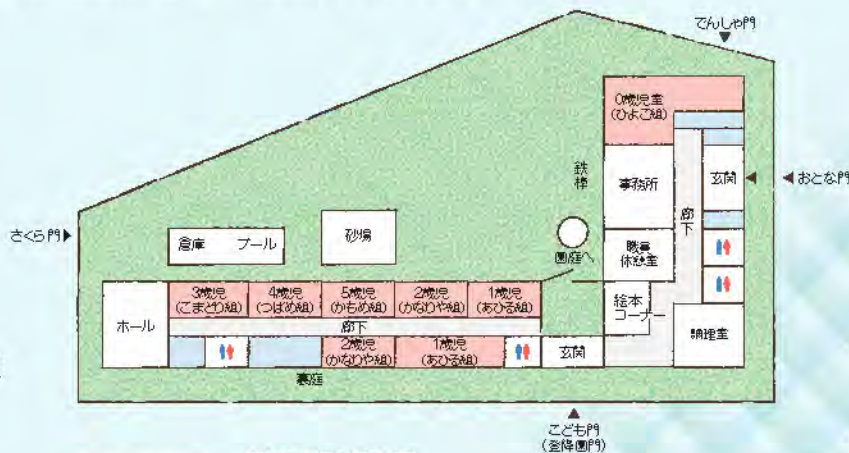 でんしゃ門
0歳児室
(ひよこ組)
鉄棒
事務所
玄関
おとな門
廊下
さくら門
倉庫 プール
砂場
園庭へ
職員
休憩室
3歳児
(こまどり組)
4歳児
(つばめ組)
5歳児
(かもめ組)
2歳児
(かなりや組)
1歳児
(あひる組)
絵本
コーナー
ホール
廊下
調理室
2歳児
(かなりや組)
1歳児
(あひる組)
玄関
裏庭
こども門
(登降園門)